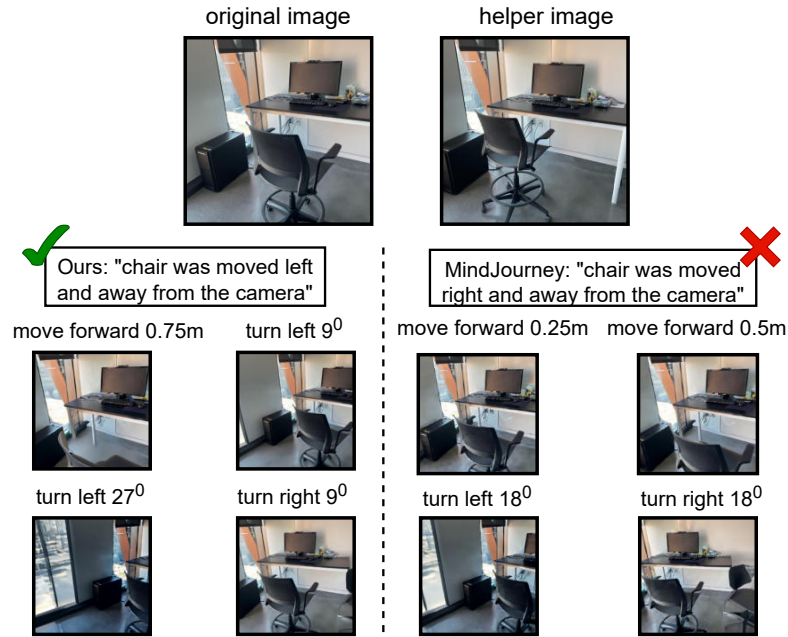 original image
helper image
Ours: "chair was moved left
and away from the camera"
MindJourney: "chair was moved
right and away from the camera"
move forward 0.75m
turn left 9⁰
move forward 0.25m
move forward 0.5m
turn left 27⁰
turn right 9⁰
turn left 18⁰
turn right 18⁰